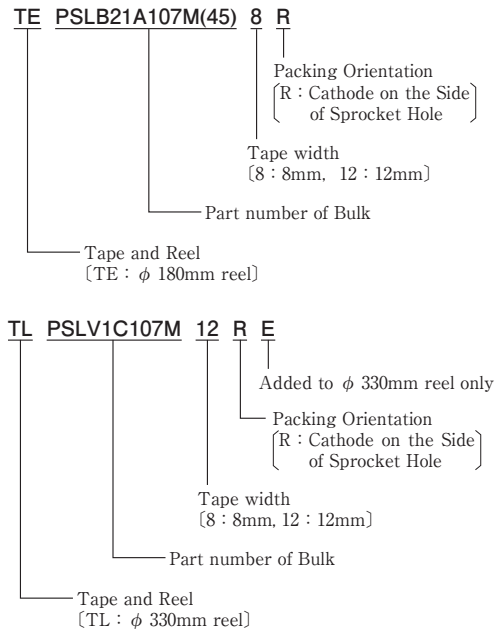 TE PSLB21A107M(45) 8 R
Packing Orientation
[R：Cathode on the Side
of Sprocket Hole]
Tape width
〔8：8mm, 12：12mm〕
Part number of Bulk
Tape and Reel
〔TE：φ 180mm reel〕
TL PSLV1C107M 12 R E
Added to φ 330mm reel only
Packing Orientation
[R：Cathode on the Side
of Sprocket Hole]
Tape width
〔8：8mm, 12：12mm〕
Part number of Bulk
Tape and Reel
〔TL：φ 330mm reel〕